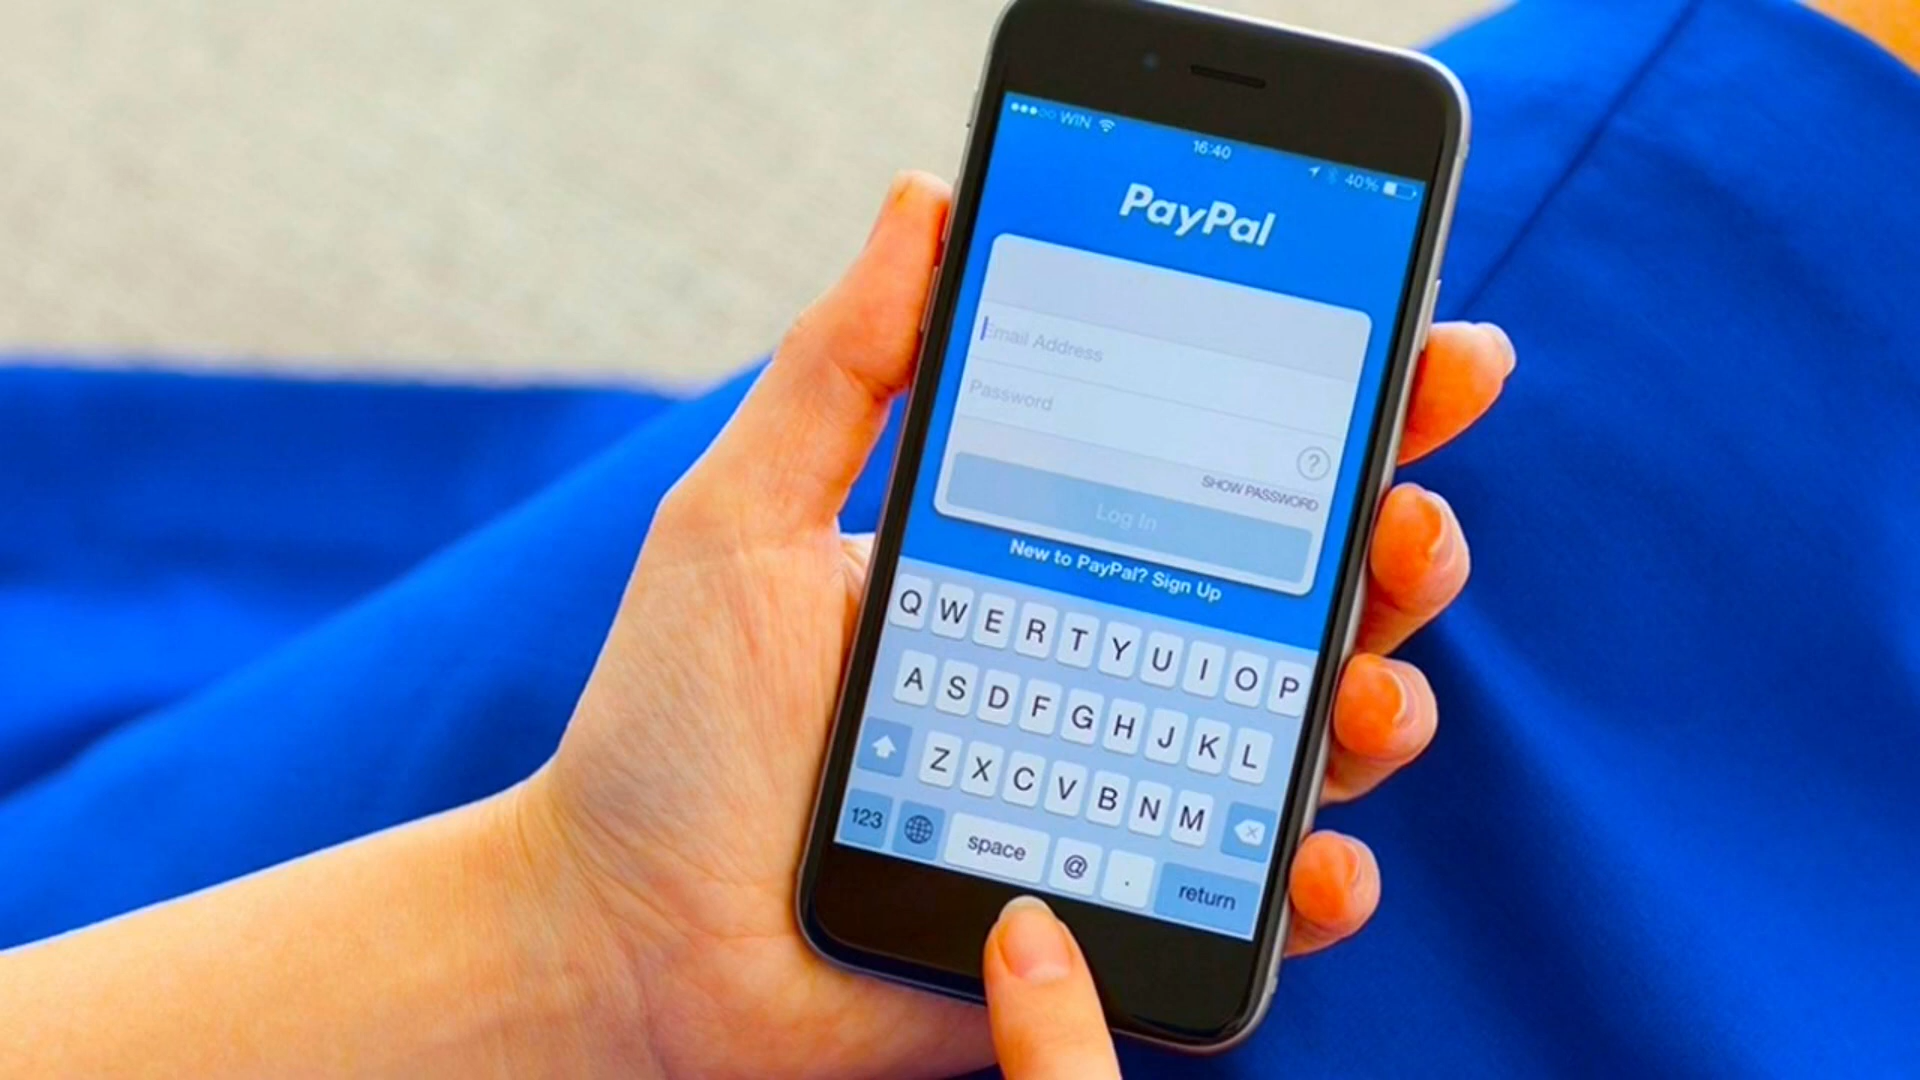 WIN
16:40
40%
PayPal
Email Address
Password
?
SHOW PASSWORD
Log In
New to PayPal? Sign Up
Q W E R T Y U I O P
A S D F G H J K L
Z X C V B N M
123 space @ . return